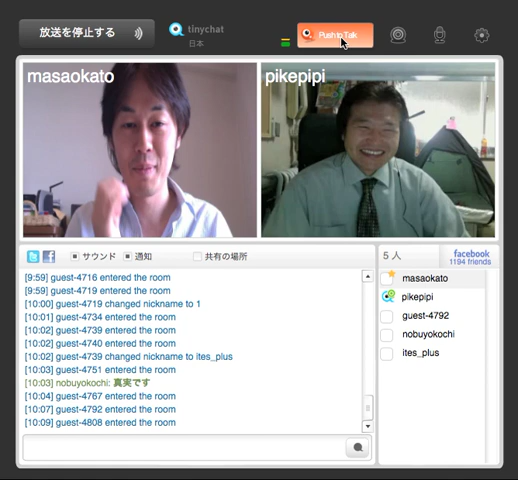 放送を停止する
tinychat
日本
Push to Talk
masaokato
pikepipi
サウンド 通知 共有の場所
5 人
facebook
1194 friends
[9:59] guest-4716 entered the room
[9:59] guest-4719 entered the room
[10:00] guest-4719 changed nickname to 1
[10:01] guest-4734 entered the room
[10:02] guest-4739 entered the room
[10:02] guest-4740 entered the room
[10:02] guest-4739 changed nickname to ites_plus
[10:03] guest-4751 entered the room
[10:03] nobuyokochi: 真実です
[10:04] guest-4767 entered the room
[10:07] guest-4792 entered the room
[10:09] guest-4808 entered the room
masaokato
pikepipi
guest-4792
nobuyokochi
ites_plus